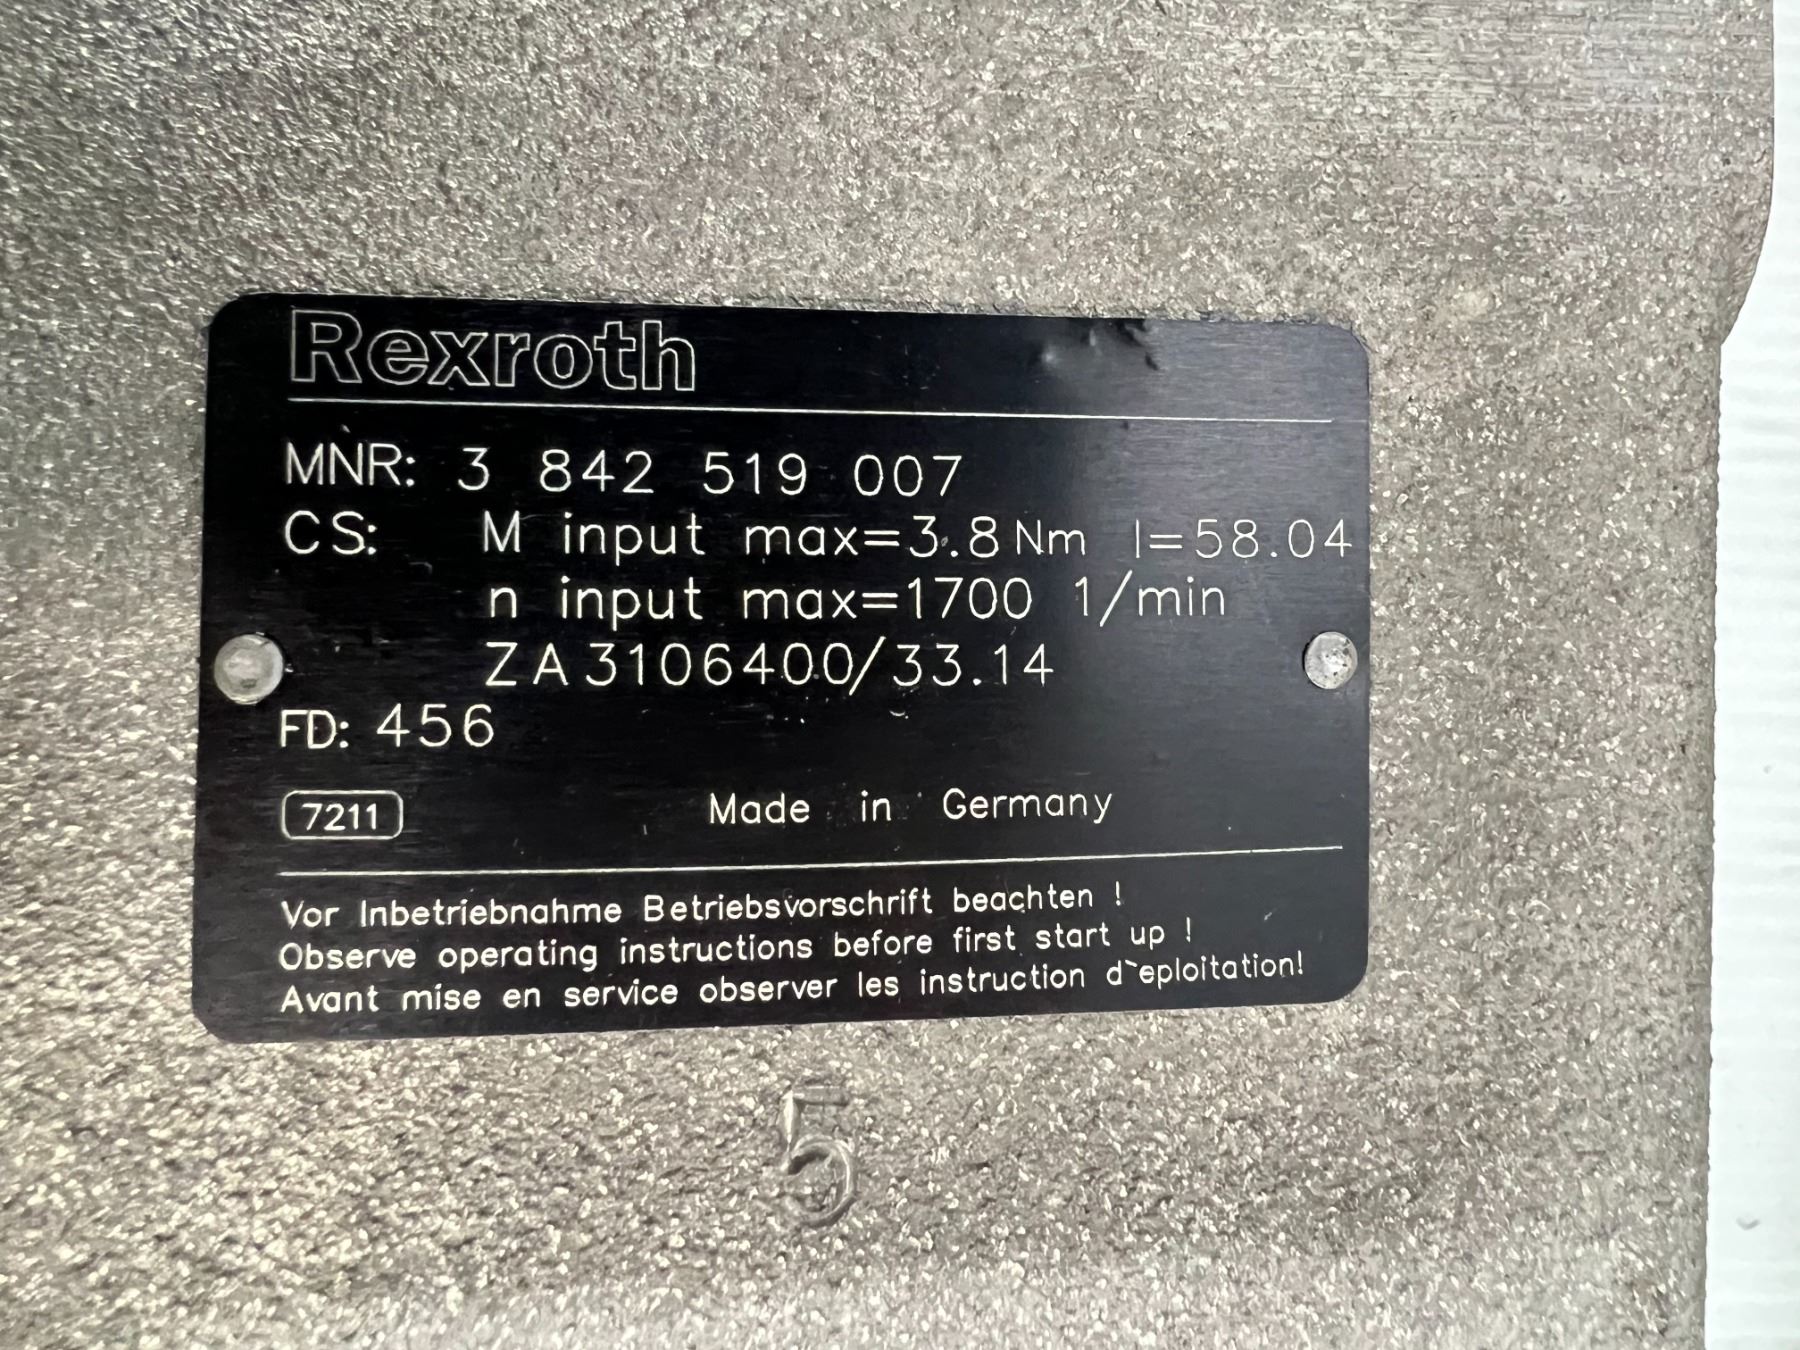 Rexroth
MNR: 3 842 519 007
CS: M input max=3.8 Nm I=58.04
n input max=1700 1/min
ZA3106400/33.14
FD: 456
7211 Made in Germany
Vor Inbetriebnahme Betriebsvorschrift beachten !
Observe operating instructions before first start up !
Avant mise en service observer les instruction d`eploitation!
5